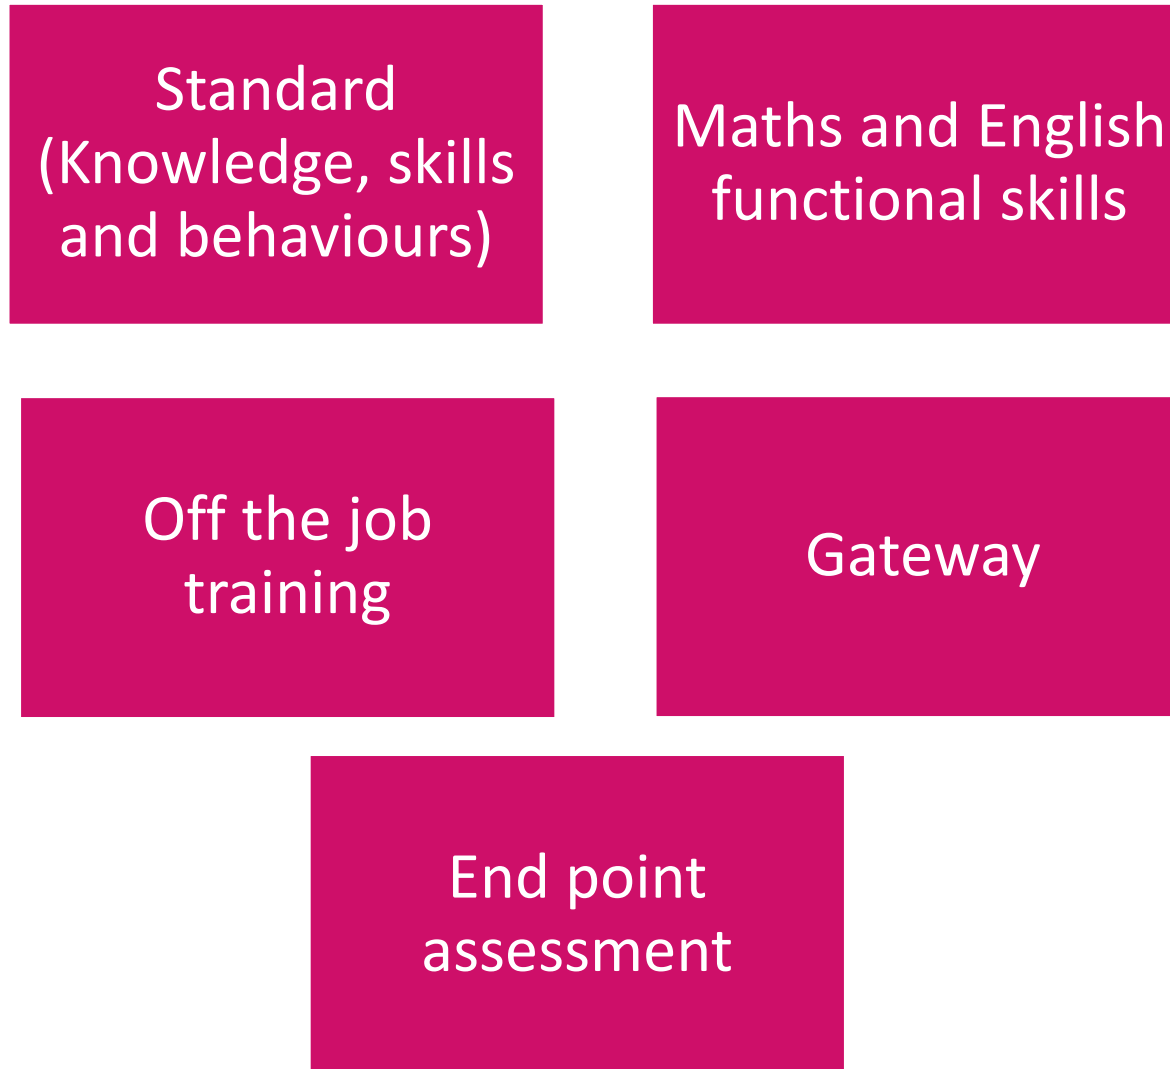 Standard
(Knowledge, skills
and behaviours)
Maths and English
functional skills
Off the job
training
Gateway
End point
assessment